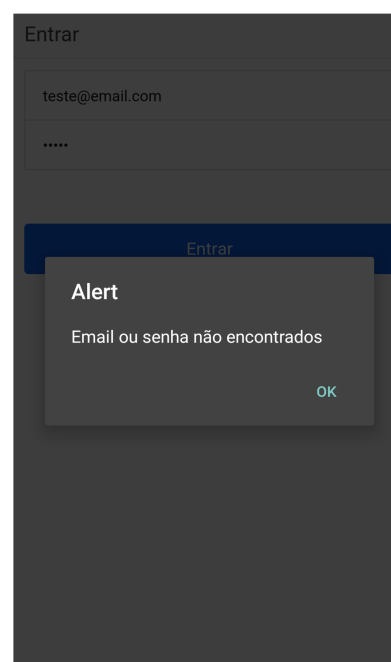 Entrar
teste@email.com
•••••
Entrar
Alert
Email ou senha não encontrados
OK